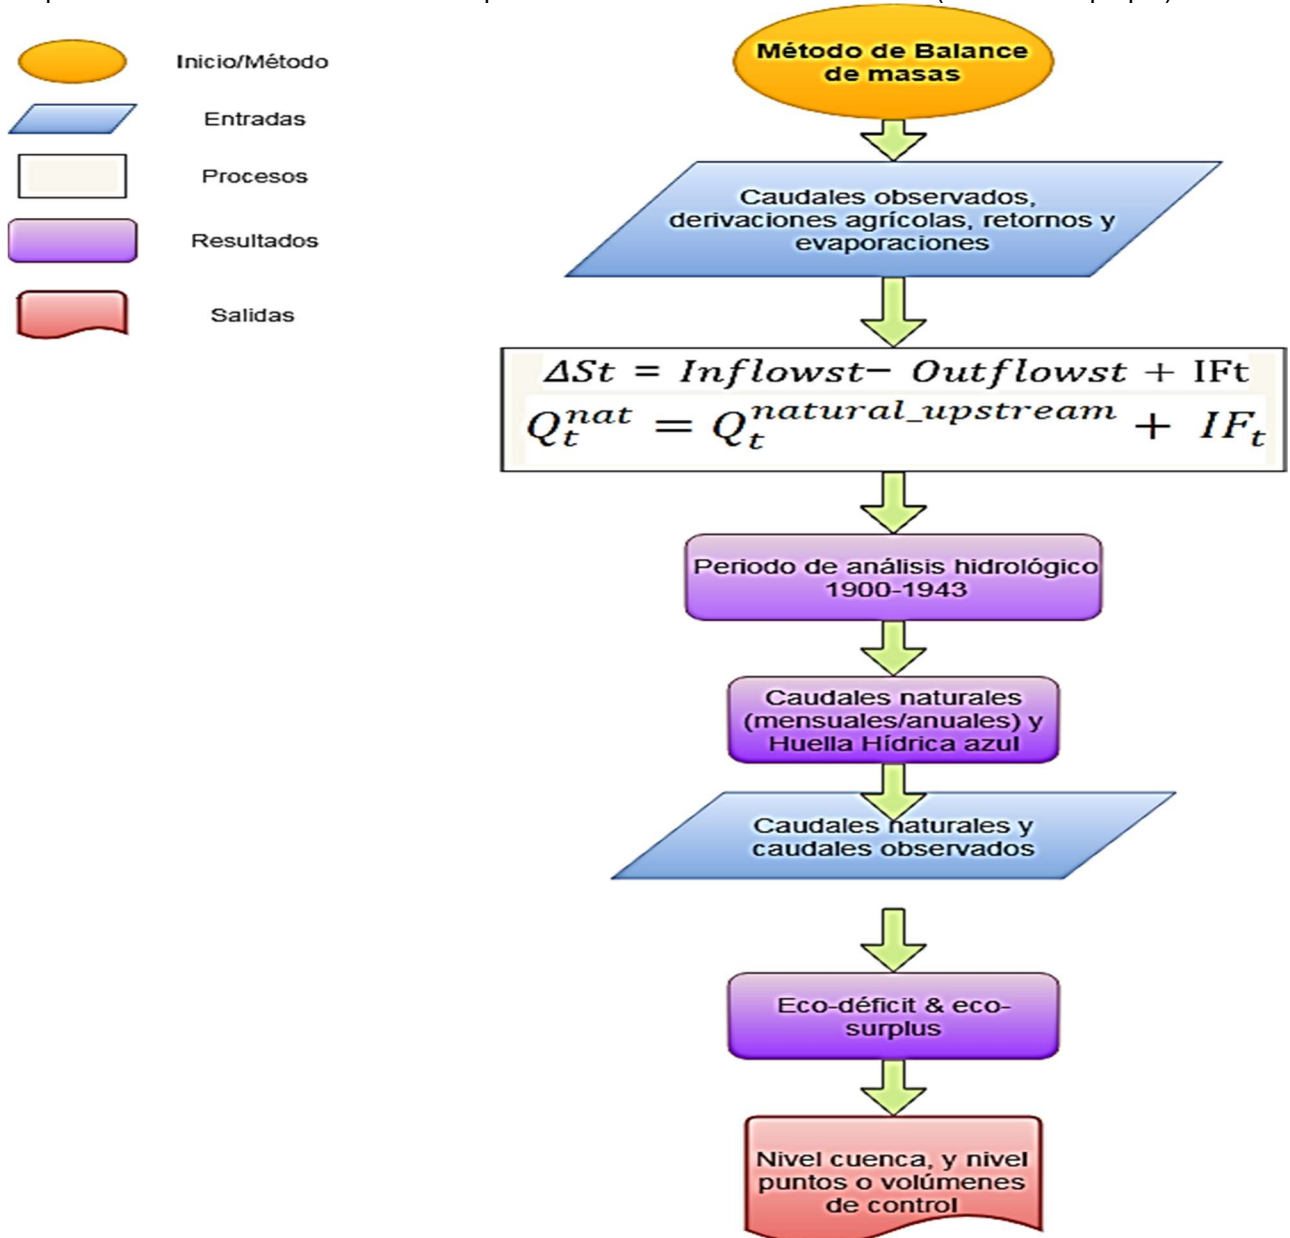 Inicio/Método
Entradas
Procesos
Resultados
Salidas
Método de Balance
de masas
Caudales observados,
derivaciones agrícolas, retornos y
evaporaciones
ΔSt = Inflowst− Outflowst + IFt
Q_t^{nat} = Q_t^{natural_upstream} + IF_t
Periodo de análisis hidrológico
1900-1943
Caudales naturales
(mensuales/anuales) y
Huella Hídrica azul
Caudales naturales y
caudales observados
Eco-déficit & eco-
surplus
Nivel cuenca, y nivel
puntos o volúmenes
de control